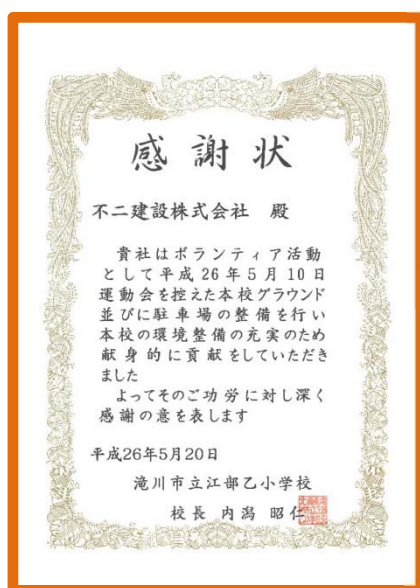 感謝状
不二建設株式会社 殿
貴社はボランティア活動
として平成26年5月10日
運動会を控えた本校グラウンド
並びに駐車場の整備を行い
本校の環境整備の充実のため
献身的に貢献をしていただき
ました
よってそのご功労に対し深く
感謝の意を表します
平成26年5月20日
滝川市立江部乙小学校
校長 内潟 昭仁